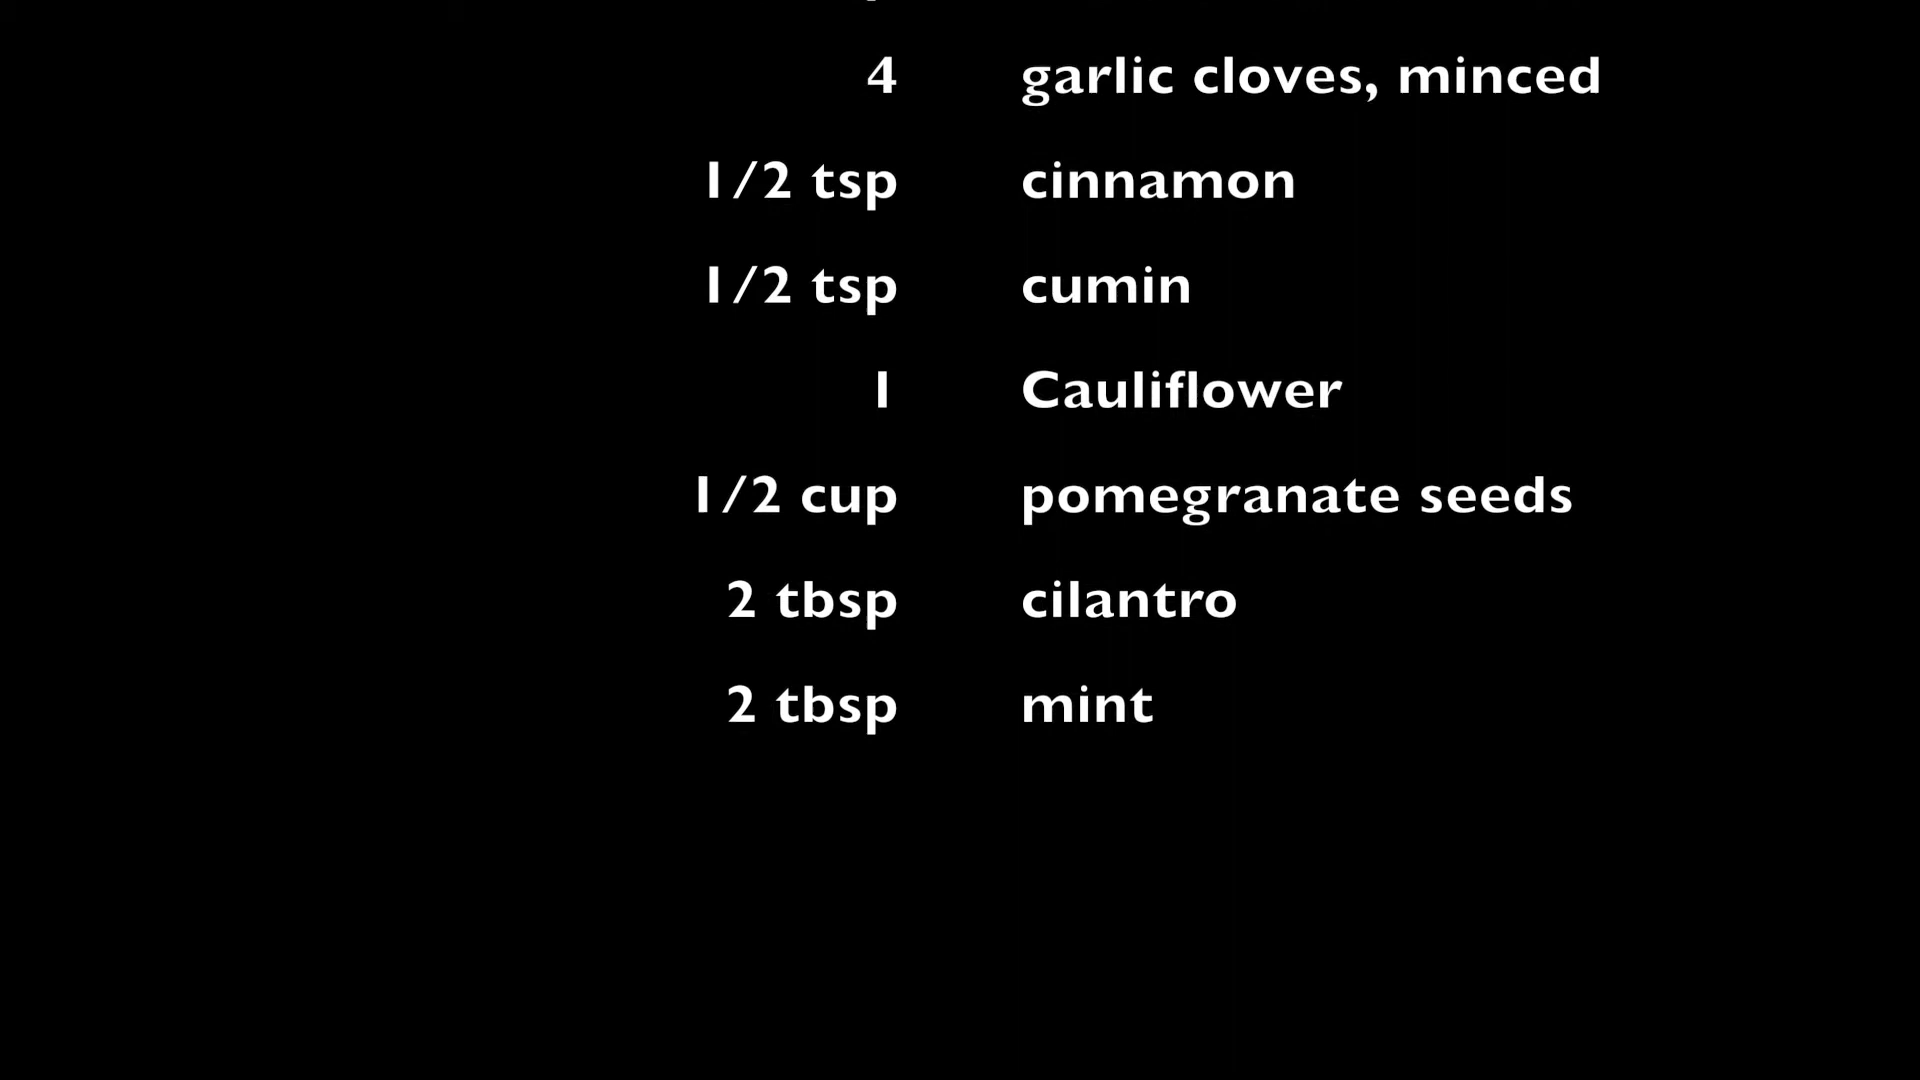 4 garlic cloves, minced
1/2 tsp cinnamon
1/2 tsp cumin
1 Cauliflower
1/2 cup pomegranate seeds
2 tbsp cilantro
2 tbsp mint